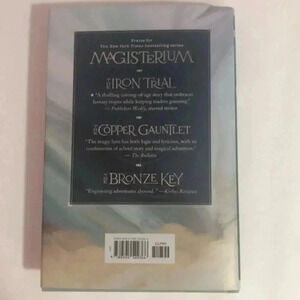 Praise for
The New York Times bestselling series
MAGISTERIUM
THE IRON TRIAL
★ "A thrilling coming-of-age story that embraces
fantasy tropes while keeping readers guessing."
— Publishers Weekly, starred review
THE COPPER GAUNTLET
"The magic here has both logic and lyricism, with its
combination of school story and magical adventure."
— The Bulletin
THE BRONZE KEY
"Engrossing adventures abound." — Kirkus Reviews